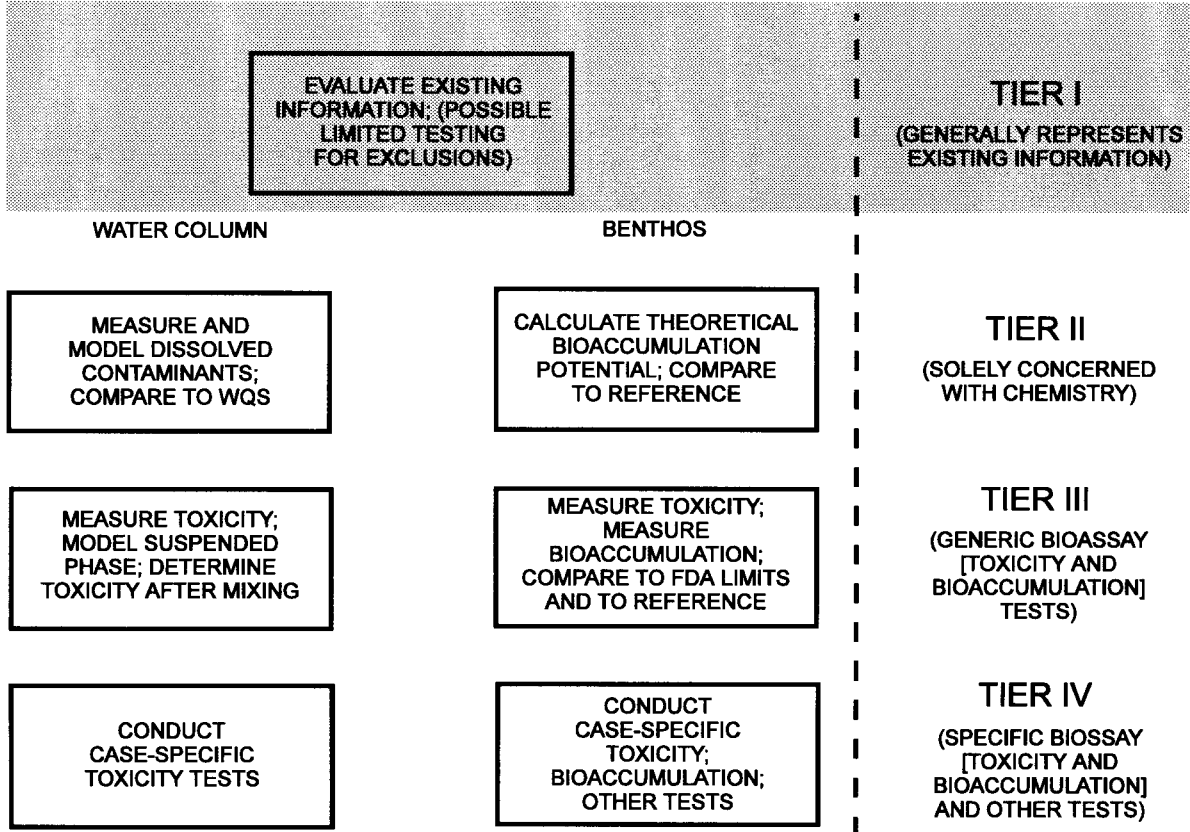 EVALUATE EXISTING
INFORMATION; (POSSIBLE
LIMITED TESTING
FOR EXCLUSIONS)
TIER I
(GENERALLY REPRESENTS
EXISTING INFORMATION)
WATER COLUMN
BENTHOS
MEASURE AND
MODEL DISSOLVED
CONTAMINANTS;
COMPARE TO WQS
CALCULATE THEORETICAL
BIOACCUMULATION
POTENTIAL; COMPARE
TO REFERENCE
TIER II
(SOLELY CONCERNED
WITH CHEMISTRY)
MEASURE TOXICITY;
MODEL SUSPENDED
PHASE; DETERMINE
TOXICITY AFTER MIXING
MEASURE TOXICITY;
MEASURE
BIOACCUMULATION;
COMPARE TO FDA LIMITS
AND TO REFERENCE
TIER III
(GENERIC BIOASSAY
[TOXICITY AND
BIOACCUMULATION]
TESTS)
CONDUCT
CASE-SPECIFIC
TOXICITY TESTS
CONDUCT
CASE-SPECIFIC
TOXICITY;
BIOACCUMULATION;
OTHER TESTS
TIER IV
(SPECIFIC BIOSSAY
[TOXICITY AND
BIOACCUMULATION]
AND OTHER TESTS)